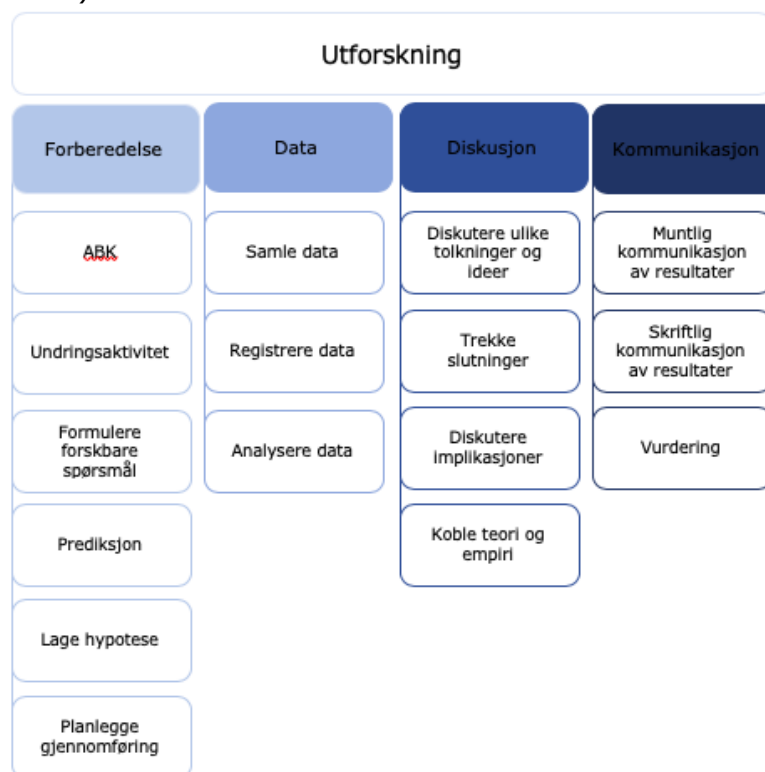 Utforskning
Forberedelse
ABK
Undringsaktivitet
Formulere
forskbare
spørsmål
Prediksjon
Lage hypotese
Planlegge
gjennomføring
Data
Samle data
Registrere data
Analysere data
Diskusjon
Diskutere ulike
tolkninger og
ideer
Trekke
slutninger
Diskutere
implikasjoner
Koble teori og
empiri
Kommunikasjon
Muntlig
kommunikasjon
av resultater
Skriftlig
kommunikasjon
av resultater
Vurdering